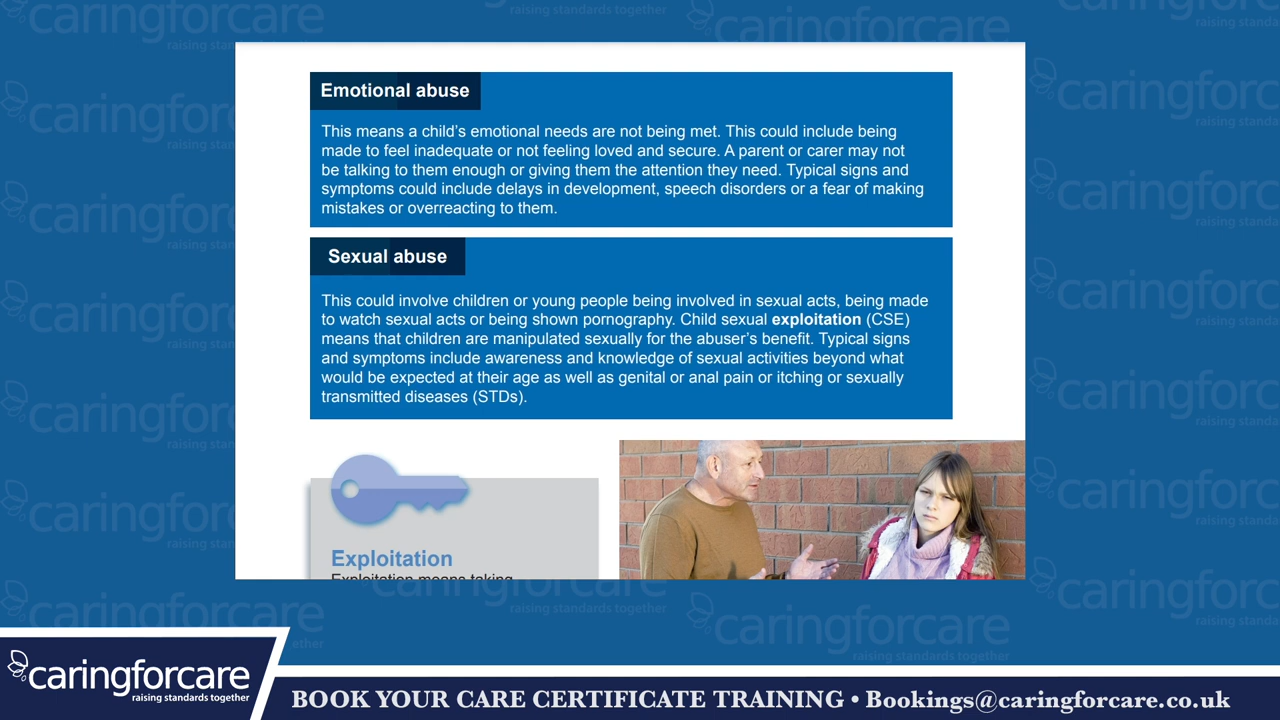 Emotional abuse
This means a child’s emotional needs are not being met. This could include being
made to feel inadequate or not feeling loved and secure. A parent or carer may not
be talking to them enough or giving them the attention they need. Typical signs and
symptoms could include delays in development, speech disorders or a fear of making
mistakes or overreacting to them.
Sexual abuse
This could involve children or young people being involved in sexual acts, being made
to watch sexual acts or being shown pornography. Child sexual exploitation (CSE)
means that children are manipulated sexually for the abuser’s benefit. Typical signs
and symptoms include awareness and knowledge of sexual activities beyond what
would be expected at their age as well as genital or anal pain or itching or sexually
transmitted diseases (STDs).
Exploitation
Exploitation means taking
caringforcare
raising standards together
BOOK YOUR CARE CERTIFICATE TRAINING • Bookings@caringforcare.co.uk